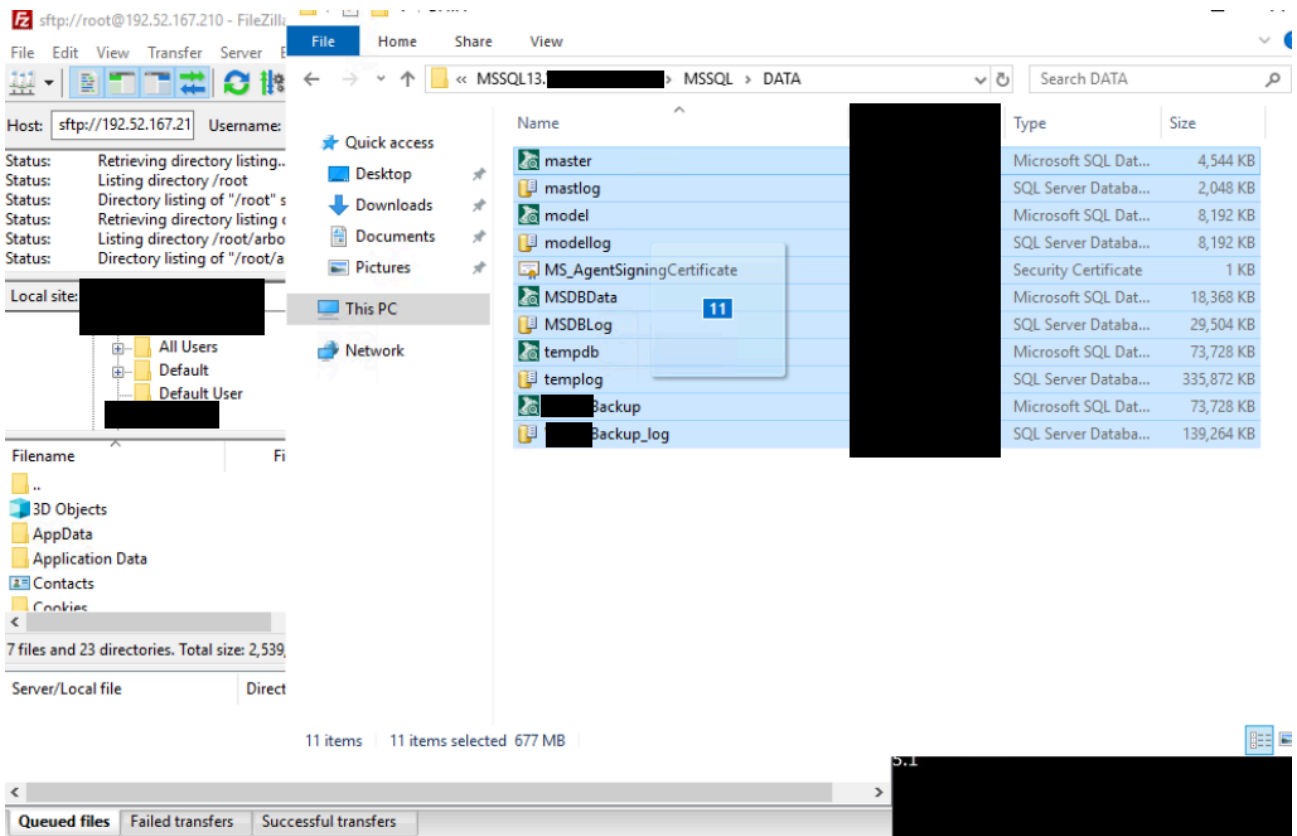 sftp://root@192.52.167.210 - FileZilla
File Edit View Transfer Server
Host: sftp://192.52.167.21 Username:
Status: Retrieving directory listing...
Status: Listing directory /root
Status: Directory listing of "/root" s
Status: Retrieving directory listing
Status: Listing directory /root/arbo
Status: Directory listing of "/root/a
Local site:
All Users
Default
Default User
Filename Fi
..
3D Objects
AppData
Application Data
Contacts
Cookies
7 files and 23 directories. Total size: 2,539,
Server/Local file Direct
Queued files Failed transfers Successful transfers
File Home Share View
« MSSQL13. > MSSQL > DATA
Search DATA
Quick access
Desktop
Downloads
Documents
Pictures
This PC
Network
Name Type Size
master Microsoft SQL Dat... 4,544 KB
mastlog SQL Server Databa... 2,048 KB
model Microsoft SQL Dat... 8,192 KB
modellog SQL Server Databa... 8,192 KB
MS_AgentSigningCertificate Security Certificate 1 KB
MSDBData Microsoft SQL Dat... 18,368 KB
11
MSDBLog SQL Server Databa... 29,504 KB
tempdb Microsoft SQL Dat... 73,728 KB
templog SQL Server Databa... 335,872 KB
Backup Microsoft SQL Dat... 73,728 KB
Backup_log SQL Server Databa... 139,264 KB
11 items 11 items selected 677 MB